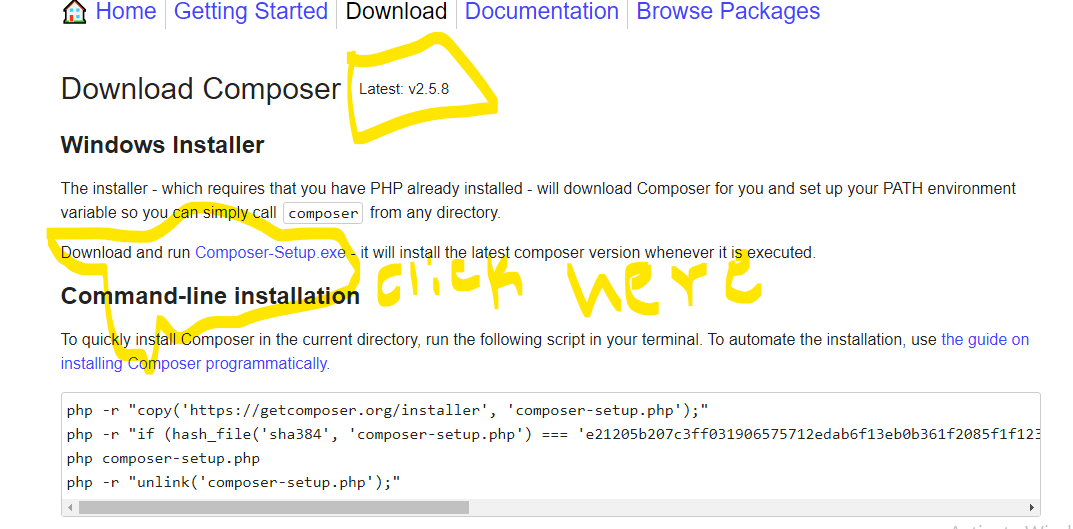 Home Getting Started Download Documentation Browse Packages
Download Composer Latest: v2.5.8
Windows Installer
The installer - which requires that you have PHP already installed - will download Composer for you and set up your PATH environment
variable so you can simply call composer from any directory.
Download and run Composer-Setup.exe - it will install the latest composer version whenever it is executed.
click here
Command-line installation
To quickly install Composer in the current directory, run the following script in your terminal. To automate the installation, use the guide on
installing Composer programmatically.
php -r "copy('https://getcomposer.org/installer', 'composer-setup.php');"
php -r "if (hash_file('sha384', 'composer-setup.php') === 'e21205b207c3ff031906575712edab6f13eb0b361f2085f1f123
php composer-setup.php
php -r "unlink('composer-setup.php');"